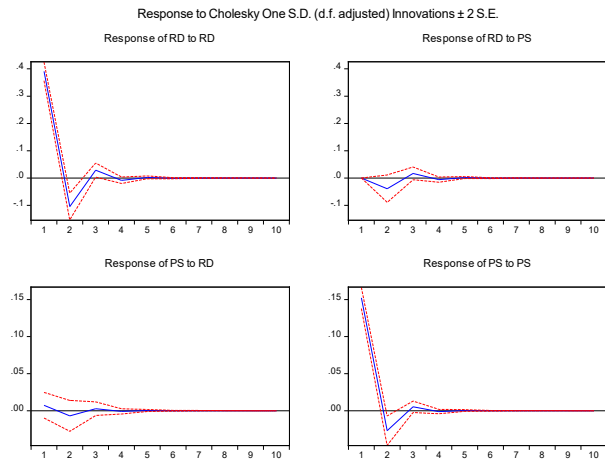 Response to Cholesky One S.D. (d.f. adjusted) Innovations ± 2 S.E.
Response of RD to RD
.4
.3
.2
.1
.0
-.1
1 2 3 4 5 6 7 8 9 10
Response of RD to PS
.4
.3
.2
.1
.0
-.1
1 2 3 4 5 6 7 8 9 10
Response of PS to RD
.15
.10
.05
.00
1 2 3 4 5 6 7 8 9 10
Response of PS to PS
.15
.10
.05
.00
1 2 3 4 5 6 7 8 9 10